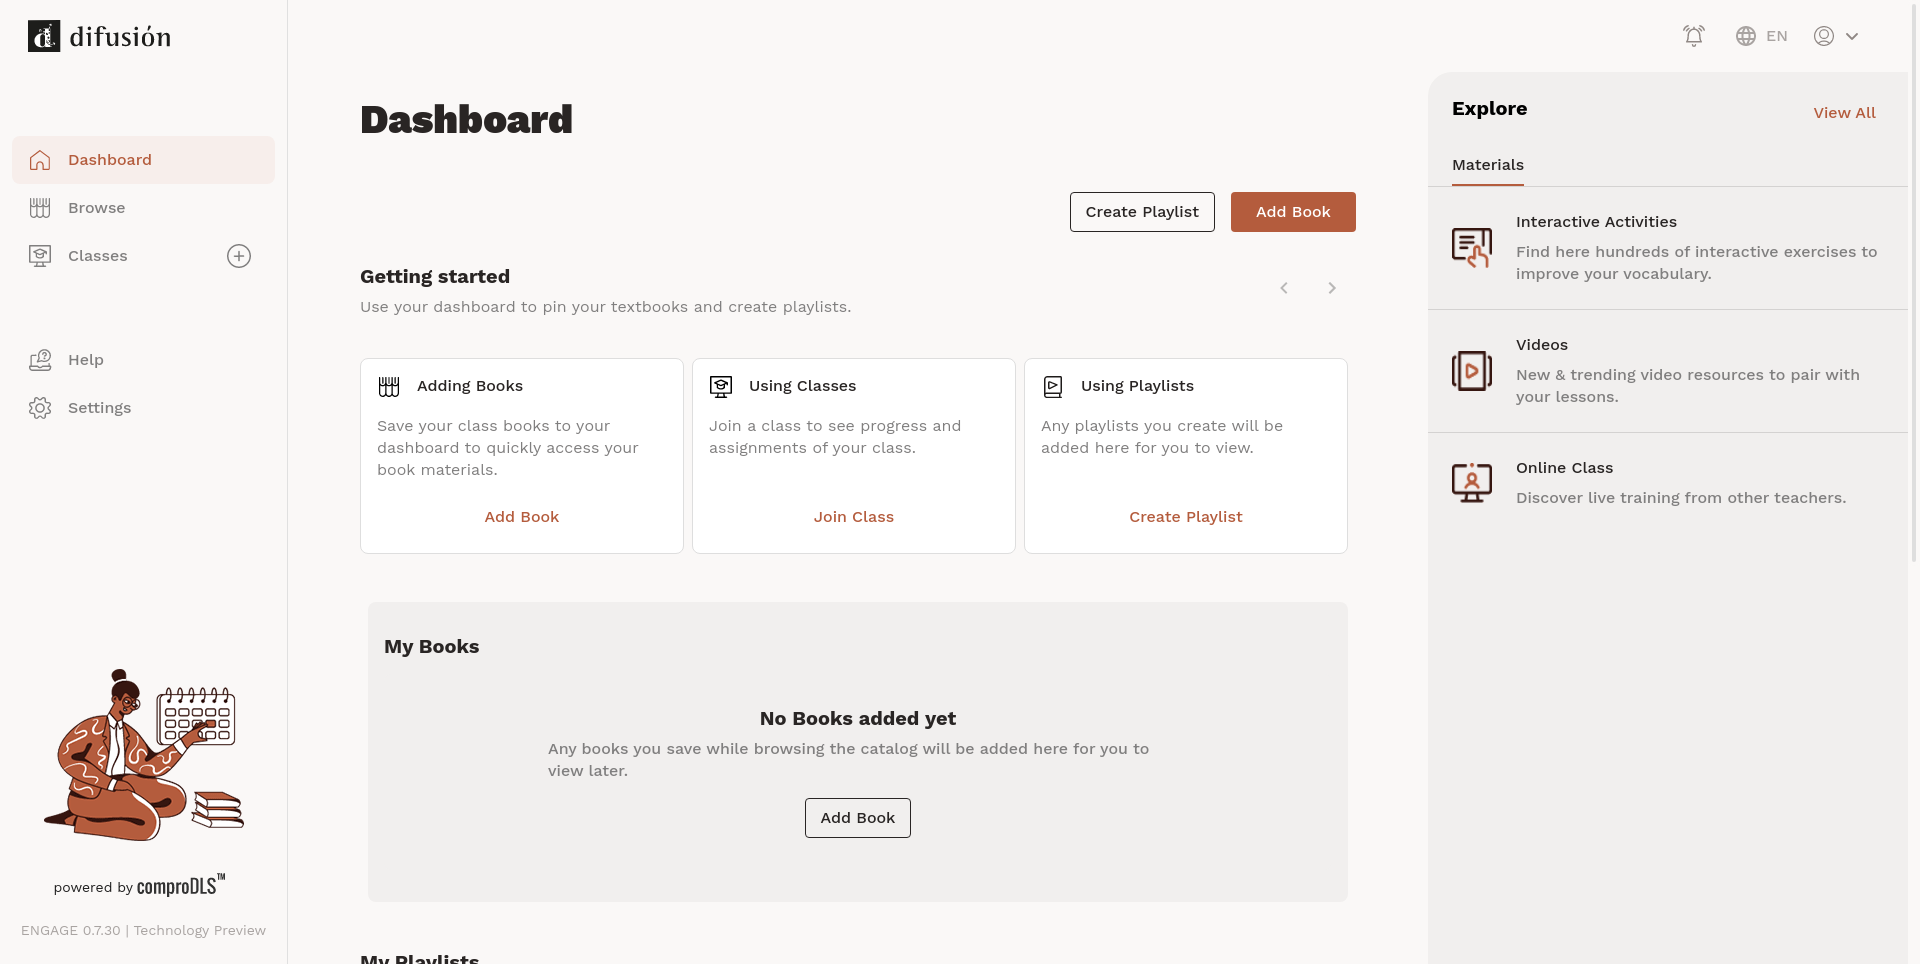 difusión
EN
Dashboard
Browse
Classes
Help
Settings
powered by comproDLS™
ENGAGE 0.7.30 | Technology Preview
Dashboard
Create Playlist
Add Book
Getting started
Use your dashboard to pin your textbooks and create playlists.
Adding Books
Save your class books to your
dashboard to quickly access your
book materials.
Add Book
Using Classes
Join a class to see progress and
assignments of your class.
Join Class
Using Playlists
Any playlists you create will be
added here for you to view.
Create Playlist
My Books
No Books added yet
Any books you save while browsing the catalog will be added here for you to
view later.
Add Book
My Playlists
Explore
View All
Materials
Interactive Activities
Find here hundreds of interactive exercises to
improve your vocabulary.
Videos
New & trending video resources to pair with
your lessons.
Online Class
Discover live training from other teachers.